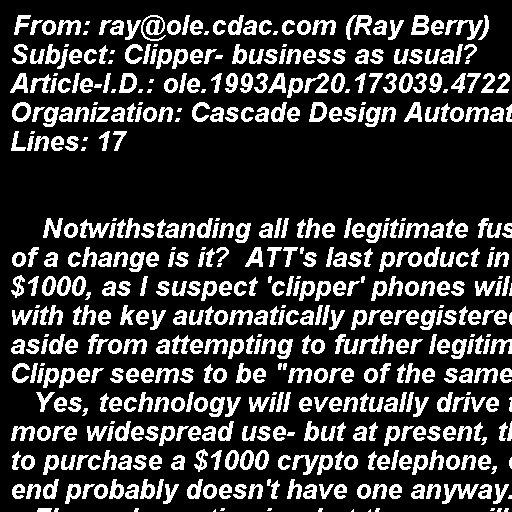 From: ray@ole.cdac.com (Ray Berry)
Subject: Clipper- business as usual?
Article-I.D.: ole.1993Apr20.173039.4722
Organization: Cascade Design Automat
Lines: 17
Notwithstanding all the legitimate fus
of a change is it?  ATT's last product in
$1000, as I suspect 'clipper' phones wil
with the key automatically preregistere
aside from attempting to further legitim
Clipper seems to be "more of the same
Yes, technology will eventually drive t
more widespread use- but at present, th
to purchase a $1000 crypto telephone,
end probably doesn't have one anyway.